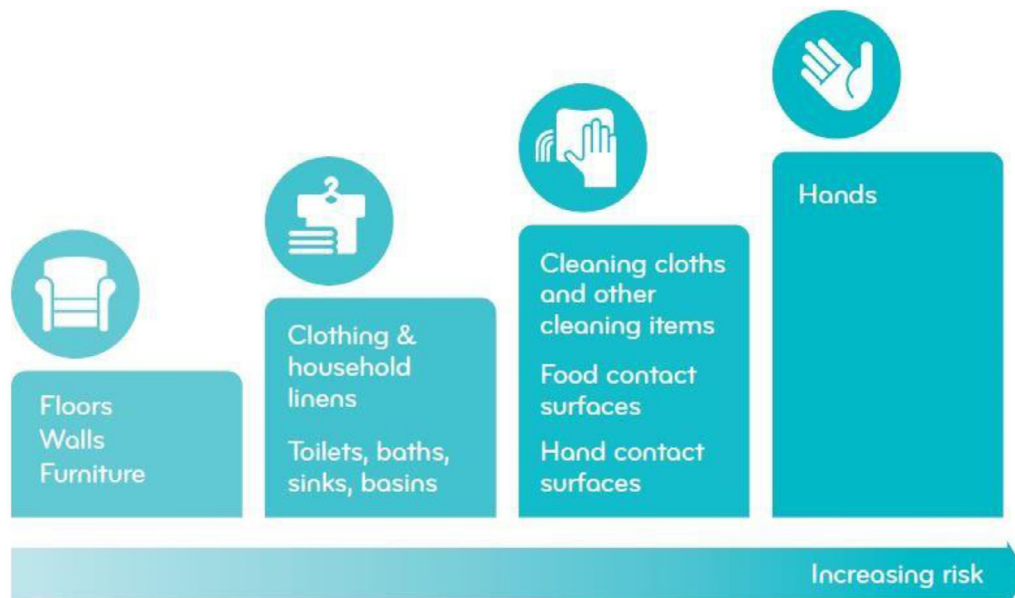 Floors
Walls
Furniture
Clothing &
household
linens
Toilets, baths,
sinks, basins
Cleaning cloths
and other
cleaning items
Food contact
surfaces
Hand contact
surfaces
Hands
Increasing risk